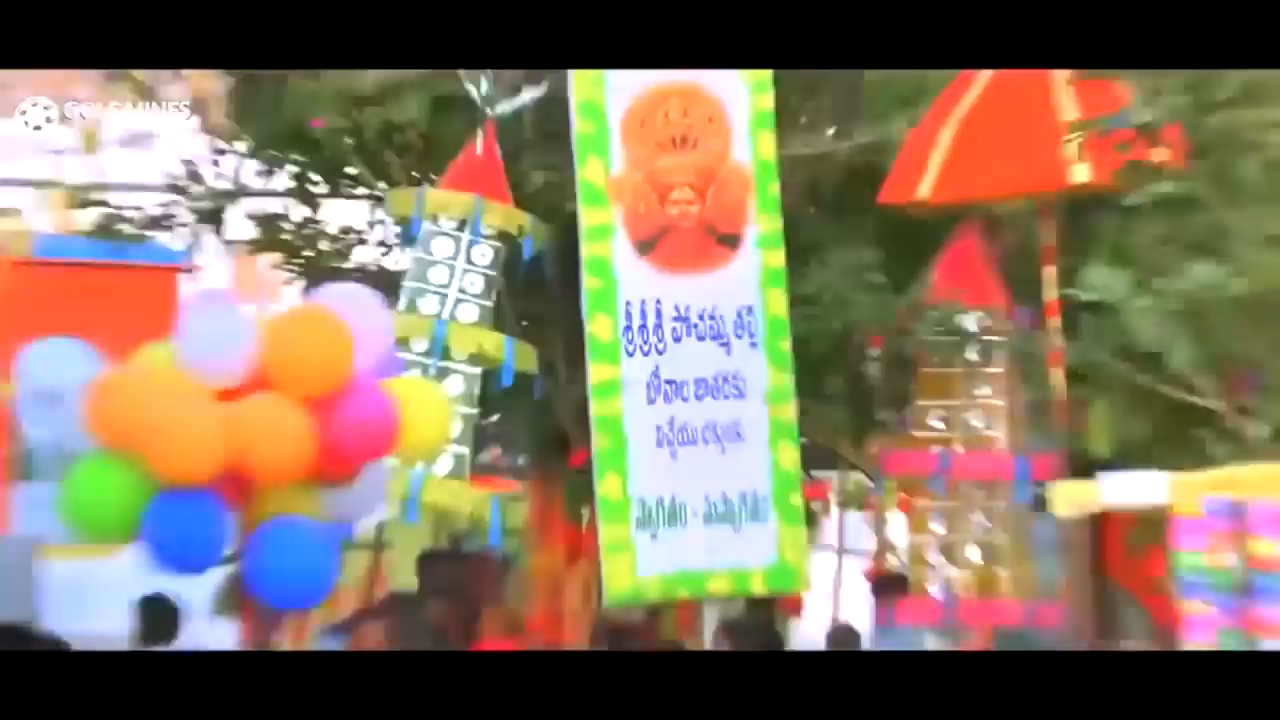 GOLDMINES
శ్రీశ్రీశ్రీ పోచమ్మ తల్లి
బోనాల జాతరకు
విచ్చేయు భక్తులకు
స్వాగతం - సుస్వాగతం